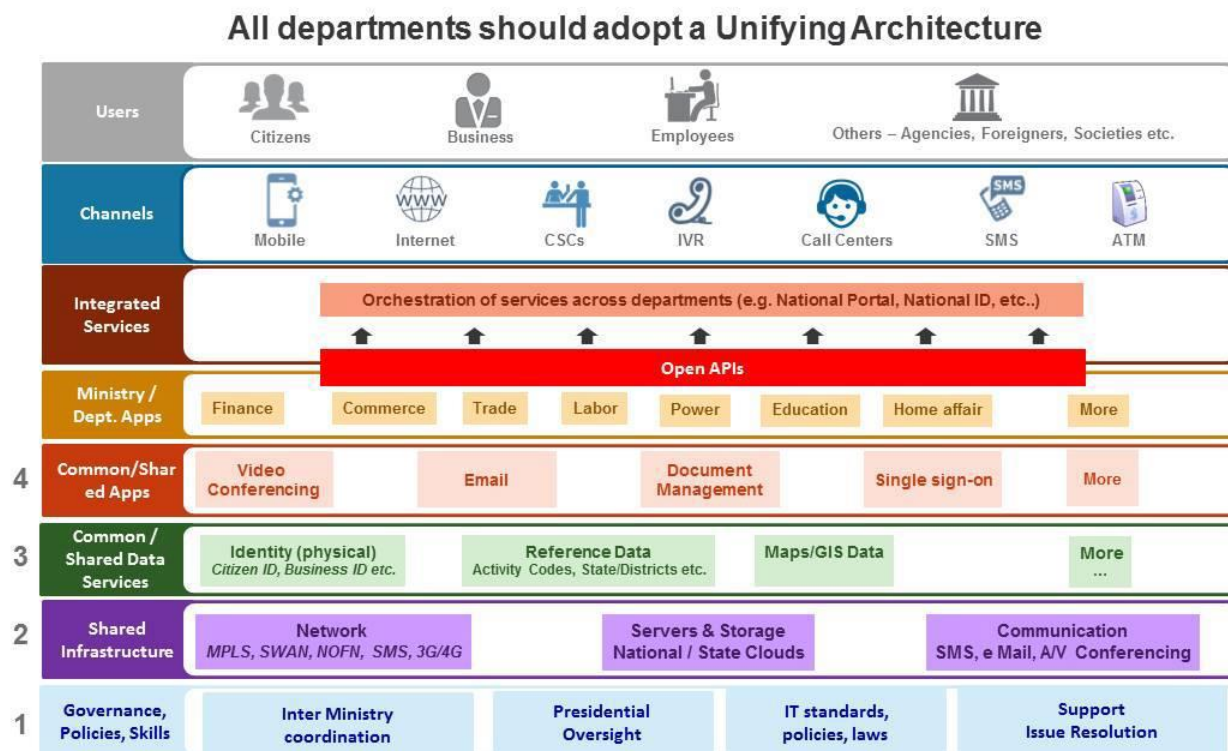 All departments should adopt a Unifying Architecture
Users
Citizens
Business
Employees
Others – Agencies, Foreigners, Societies etc.
Channels
WWW
SMS
Mobile
Internet
CSCs
IVR
Call Centers
SMS
ATM
Integrated
Services
Orchestration of services across departments (e.g. National Portal, National ID, etc..)
Open APIs
Ministry /
Dept. Apps
Finance
Commerce
Trade
Labor
Power
Education
Home affair
More
4
Common/Shar
ed Apps
Video
Conferencing
Email
Document
Management
Single sign-on
More
3
Common /
Shared Data
Services
Identity (physical)
Citizen ID, Business ID etc.
Reference Data
Activity Codes, State/Districts etc.
Maps/GIS Data
More
...
2
Shared
Infrastructure
Network
MPLS, SWAN, NOFN, SMS, 3G/4G
Servers & Storage
National / State Clouds
Communication
SMS, e Mail, A/V Conferencing
1
Governance,
Policies, Skills
Inter Ministry
coordination
Presidential
Oversight
IT standards,
policies, laws
Support
Issue Resolution